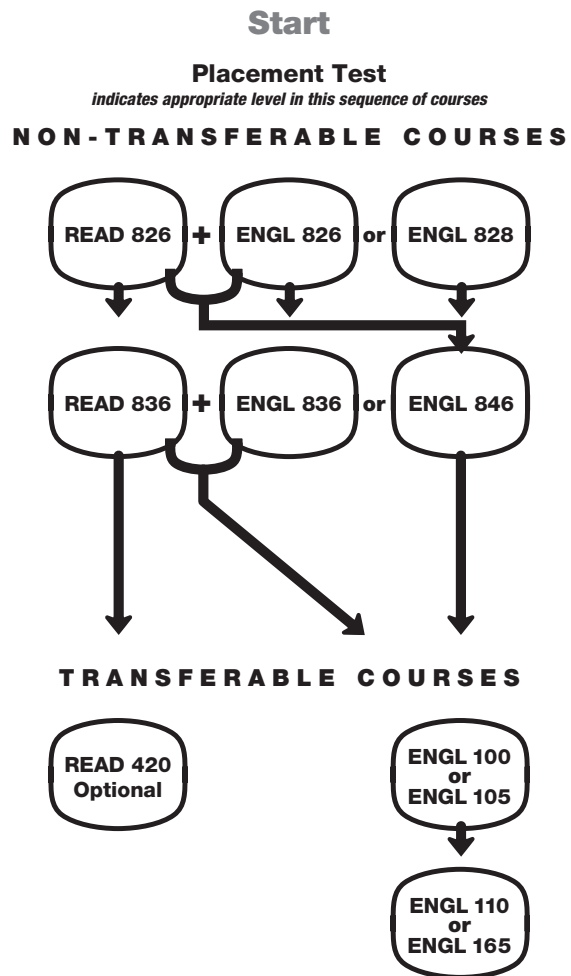 Start
Placement Test
indicates appropriate level in this sequence of courses
NON-TRANSFERABLE COURSES
READ 826 + ENGL 826 or ENGL 828
READ 836 + ENGL 836 or ENGL 846
TRANSFERABLE COURSES
READ 420
Optional
ENGL 100
or
ENGL 105
ENGL 110
or
ENGL 165